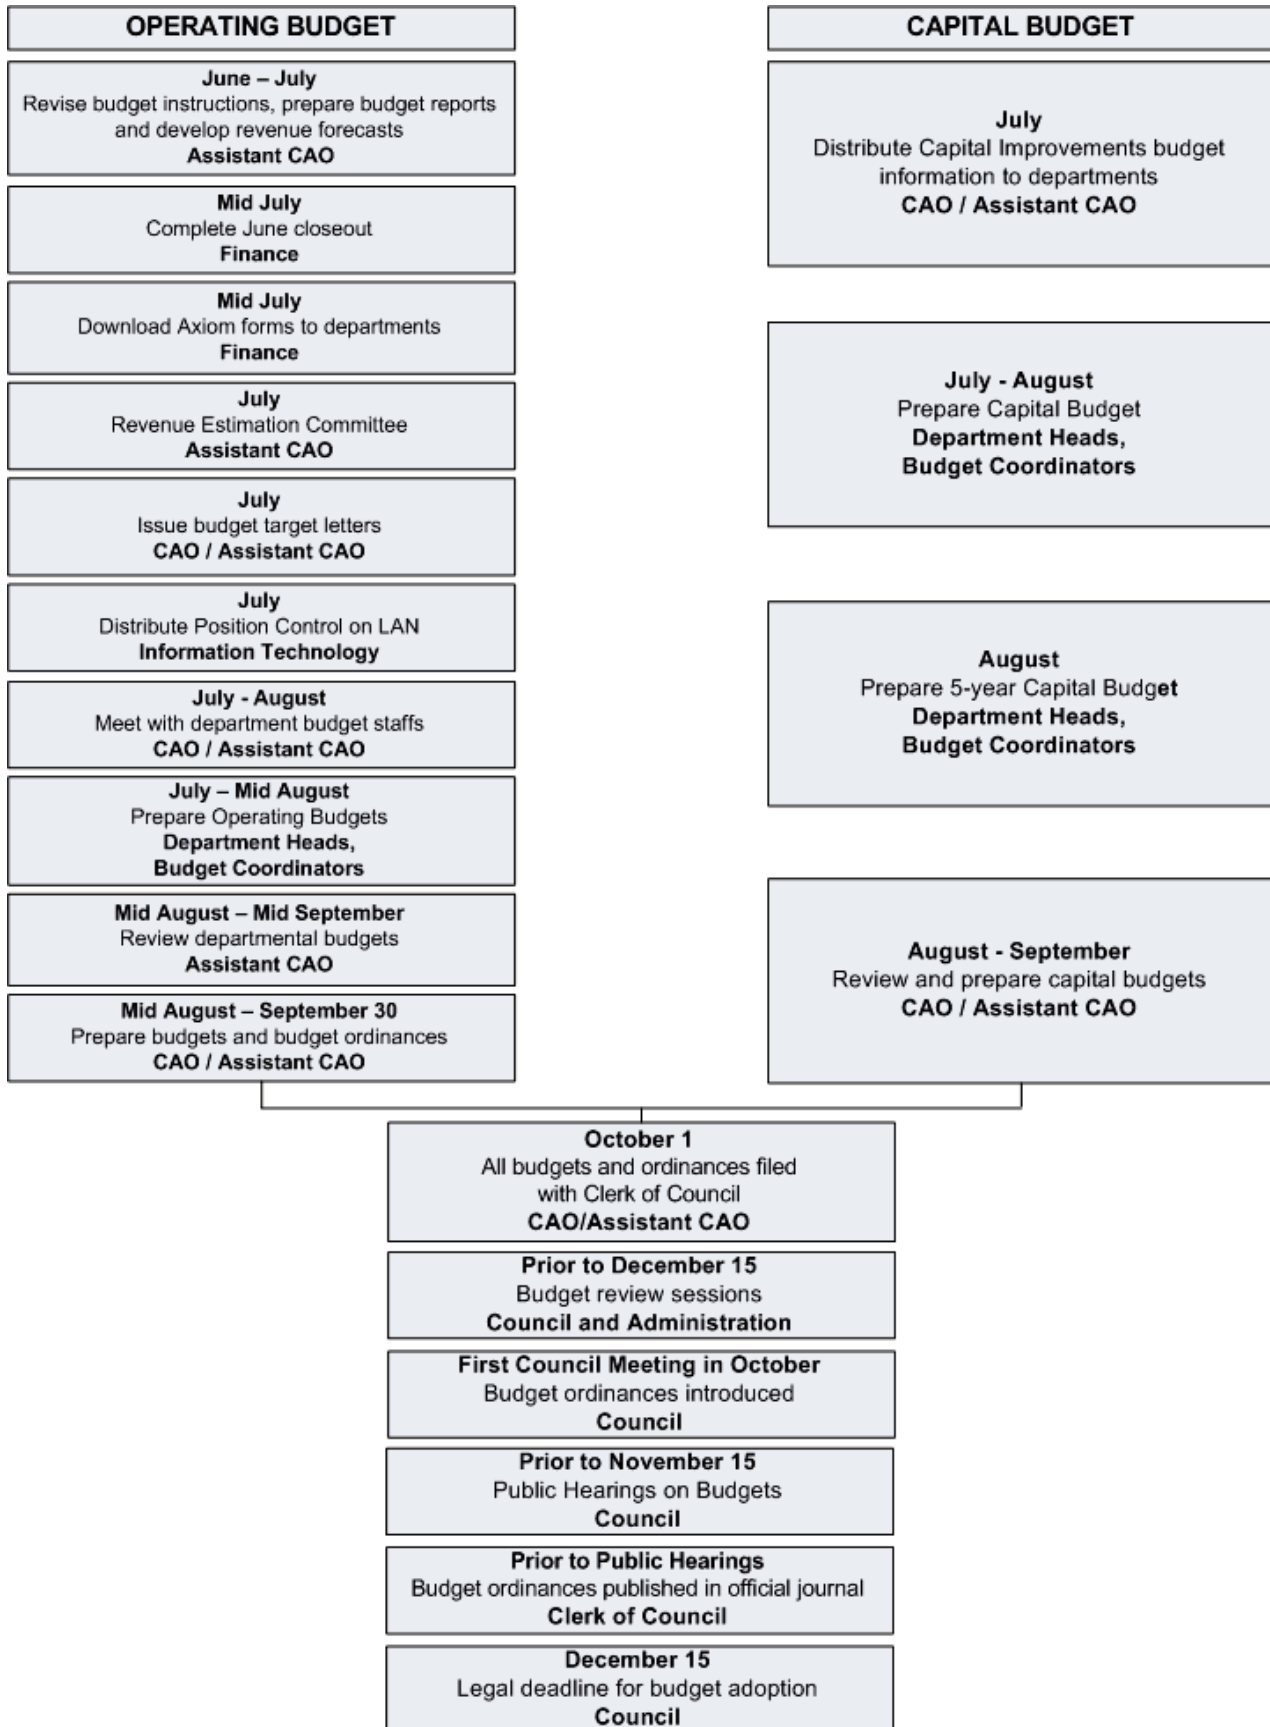 OPERATING BUDGET
June – July
Revise budget instructions, prepare budget reports
and develop revenue forecasts
Assistant CAO
Mid July
Complete June closeout
Finance
Mid July
Download Axiom forms to departments
Finance
July
Revenue Estimation Committee
Assistant CAO
July
Issue budget target letters
CAO / Assistant CAO
July
Distribute Position Control on LAN
Information Technology
July - August
Meet with department budget staffs
CAO / Assistant CAO
July – Mid August
Prepare Operating Budgets
Department Heads,
Budget Coordinators
Mid August – Mid September
Review departmental budgets
Assistant CAO
Mid August – September 30
Prepare budgets and budget ordinances
CAO / Assistant CAO
CAPITAL BUDGET
July
Distribute Capital Improvements budget
information to departments
CAO / Assistant CAO
July - August
Prepare Capital Budget
Department Heads,
Budget Coordinators
August
Prepare 5-year Capital Budget
Department Heads,
Budget Coordinators
August - September
Review and prepare capital budgets
CAO / Assistant CAO
October 1
All budgets and ordinances filed
with Clerk of Council
CAO/Assistant CAO
Prior to December 15
Budget review sessions
Council and Administration
First Council Meeting in October
Budget ordinances introduced
Council
Prior to November 15
Public Hearings on Budgets
Council
Prior to Public Hearings
Budget ordinances published in official journal
Clerk of Council
December 15
Legal deadline for budget adoption
Council